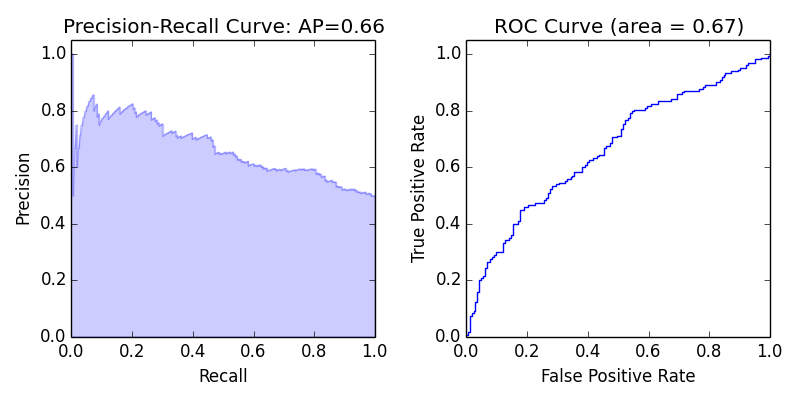 Precision-Recall Curve: AP=0.66
1.0
0.8
0.6
0.4
0.2
0.0
Precision
0.0 0.2 0.4 0.6 0.8 1.0
Recall
ROC Curve (area = 0.67)
1.0
0.8
0.6
0.4
0.2
0.0
True Positive Rate
0.0 0.2 0.4 0.6 0.8 1.0
False Positive Rate